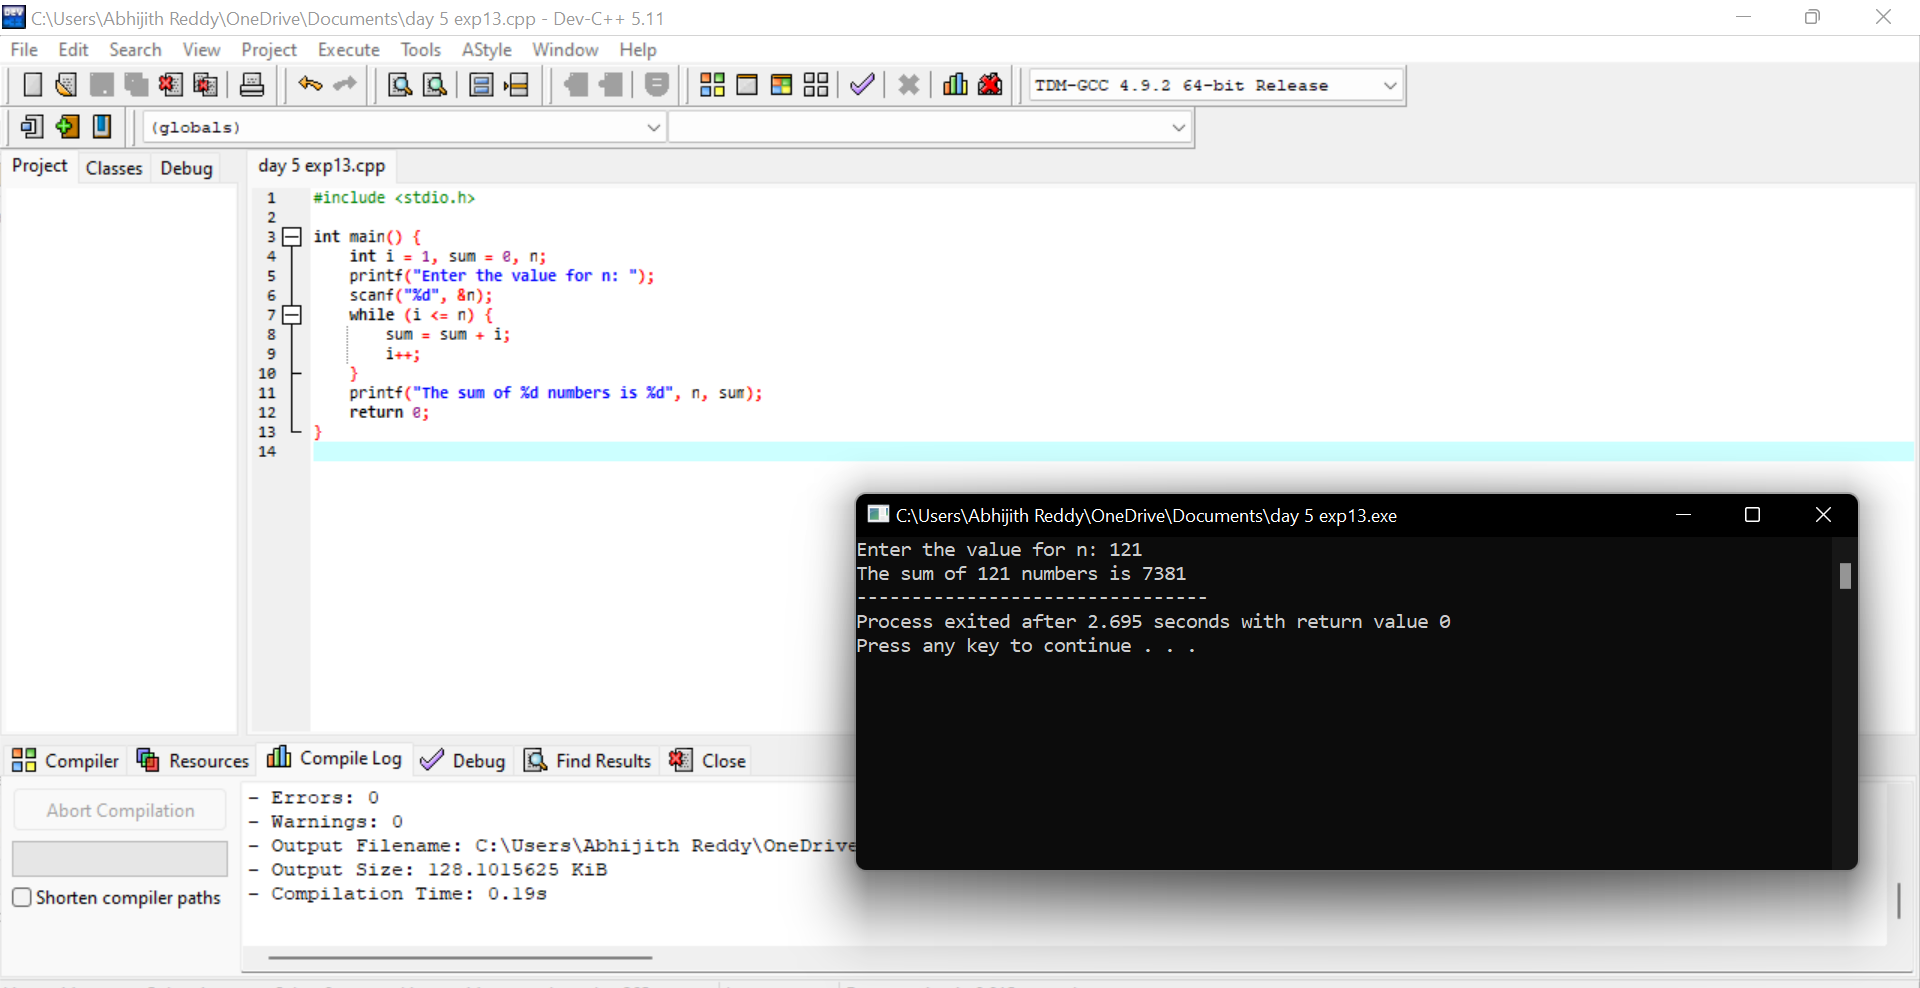 C:\Users\Abhijith Reddy\OneDrive\Documents\day 5 exp13.cpp - Dev-C++ 5.11
File Edit Search View Project Execute Tools AStyle Window Help
TDM-GCC 4.9.2 64-bit Release
(globals)
Project Classes Debug
day 5 exp13.cpp
1 #include <stdio.h>
2
3 int main() {
4 int i = 1, sum = 0, n;
5 printf("Enter the value for n: ");
6 scanf("%d", &n);
7 while (i <= n) {
8 sum = sum + i;
9 i++;
10 }
11 printf("The sum of %d numbers is %d", n, sum);
12 return 0;
13 }
14
C:\Users\Abhijith Reddy\OneDrive\Documents\day 5 exp13.exe
Enter the value for n: 121
The sum of 121 numbers is 7381
--------------------------------
Process exited after 2.695 seconds with return value 0
Press any key to continue . . .
Compiler Resources Compile Log Debug Find Results Close
Abort Compilation
Shorten compiler paths
- Errors: 0
- Warnings: 0
- Output Filename: C:\Users\Abhijith Reddy\OneDrive
- Output Size: 128.1015625 KiB
- Compilation Time: 0.19s